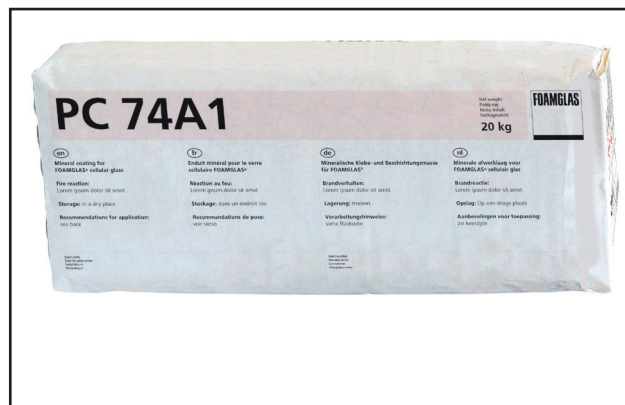 PC 74A1
Net weight
Poids net
Netto Inhalt
Nettogewicht
20 kg
FOAMGLAS
en
Mineral coating for
FOAMGLAS® cellular glass
Fire reaction:
Lorem ipsum dolor sit amet
Storage: in a dry place
Recommendations for application:
see back
fr
Enduit minéral pour le verre
cellulaire FOAMGLAS®
Réaction au feu:
Lorem ipsum dolor sit amet
Stockage: dans un endroit sec
Recommandations de pose:
voir verso
de
Mineralische Klebe- und Beschichtungsmasse
für FOAMGLAS®
Brandverhalten:
Lorem ipsum dolor sit amet
Lagerung: trocken
Verarbeitungshinweise:
siehe Rückseite
nl
Minerale afwerklaag voor
FOAMGLAS® cellulair glas
Brandreactie:
Lorem ipsum dolor sit amet
Opslag: Op een droge plaats
Aanbevelingen voor toepassing:
zie keerzijde